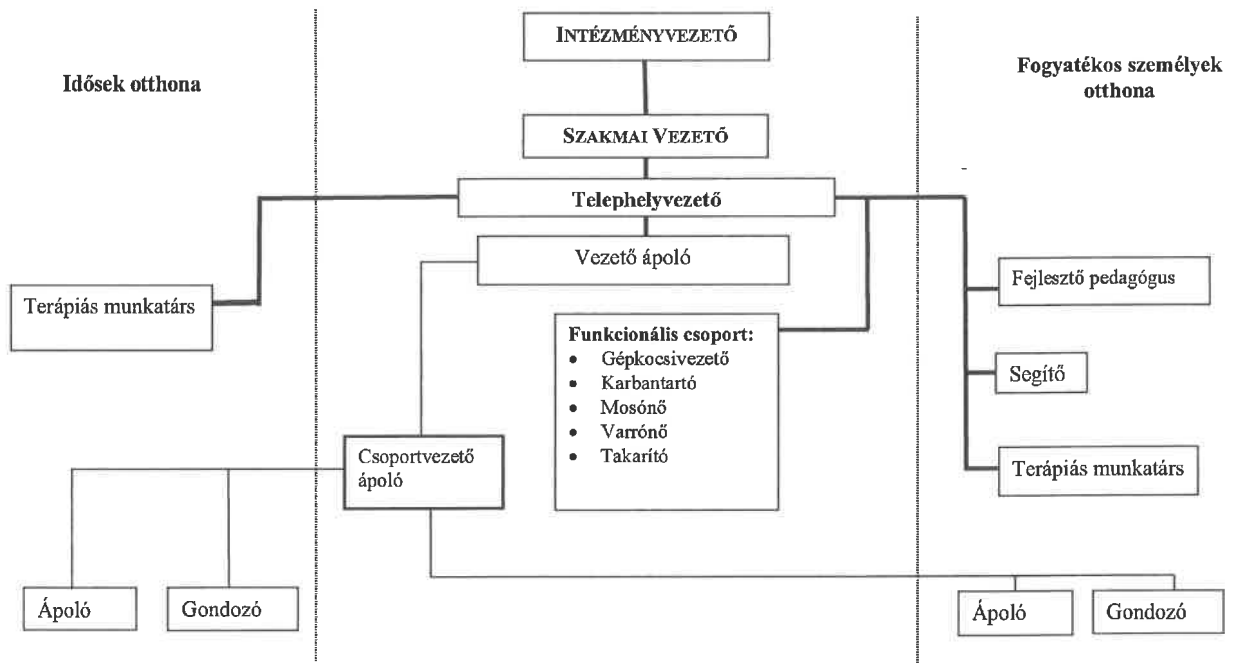 INTÉZMÉNYVEZETŐ
Idősek otthona
Fogyatékos személyek
otthona
SZAKMAI VEZETŐ
Telephelyvezető
Vezető ápoló
Terápiás munkatárs
Fejlesztő pedagógus
Funkcionális csoport:
• Gépkocsivezető
• Karbantartó
• Mosónő
• Varrónő
• Takarító
Segítő
Csoportvezető
ápoló
Terápiás munkatárs
Ápoló
Gondozó
Ápoló
Gondozó